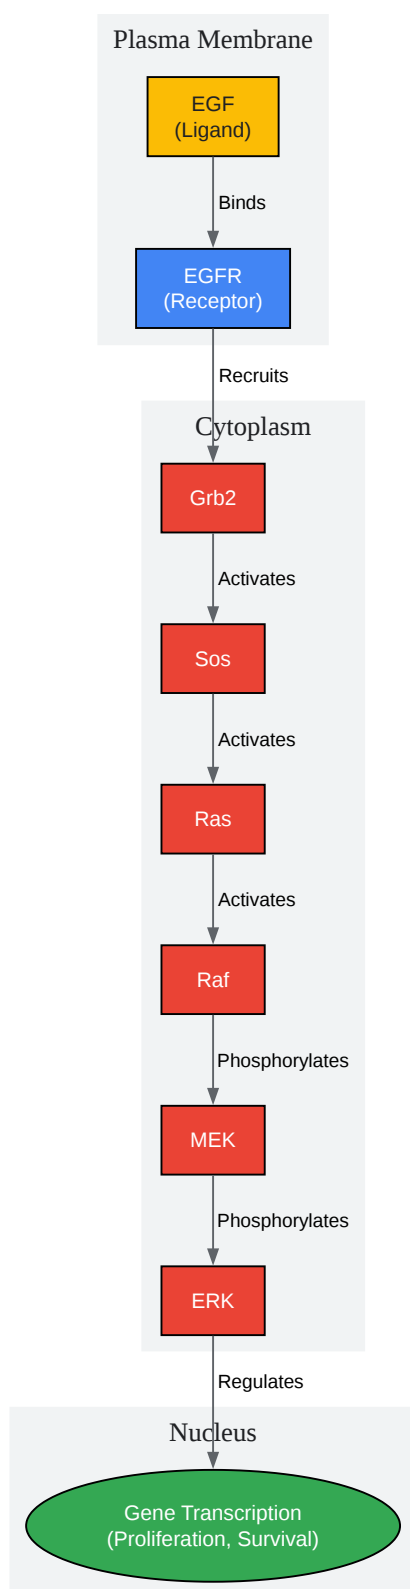 Plasma Membrane
EGF
(Ligand)
Binds
EGFR
(Receptor)
Recruits
Cytoplasm
Grb2
Activates
Sos
Activates
Ras
Activates
Raf
Phosphorylates
MEK
Phosphorylates
ERK
Regulates
Nucleus
Gene Transcription
(Proliferation, Survival)